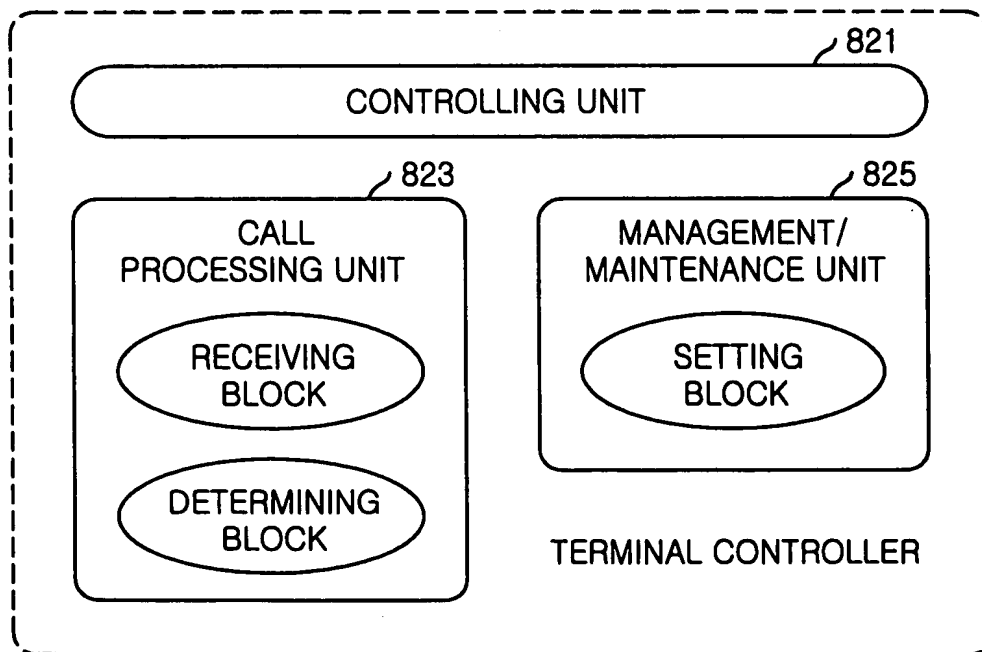 821
CONTROLLING UNIT
823
CALL
PROCESSING UNIT
RECEIVING
BLOCK
DETERMINING
BLOCK
825
MANAGEMENT/
MAINTENANCE UNIT
SETTING
BLOCK
TERMINAL CONTROLLER